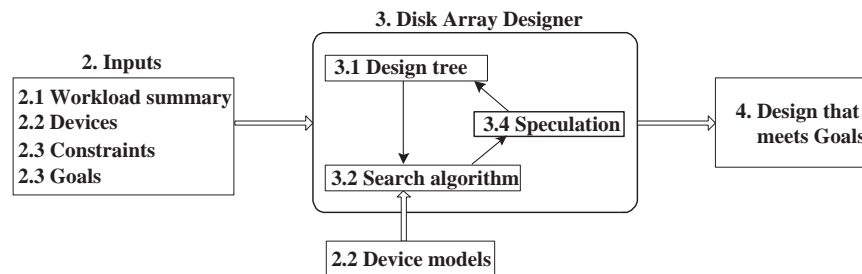 3. Disk Array Designer
2. Inputs
3.1 Design tree
2.1 Workload summary
2.2 Devices
2.3 Constraints
2.3 Goals
3.4 Speculation
3.2 Search algorithm
4. Design that
meets Goals
2.2 Device models